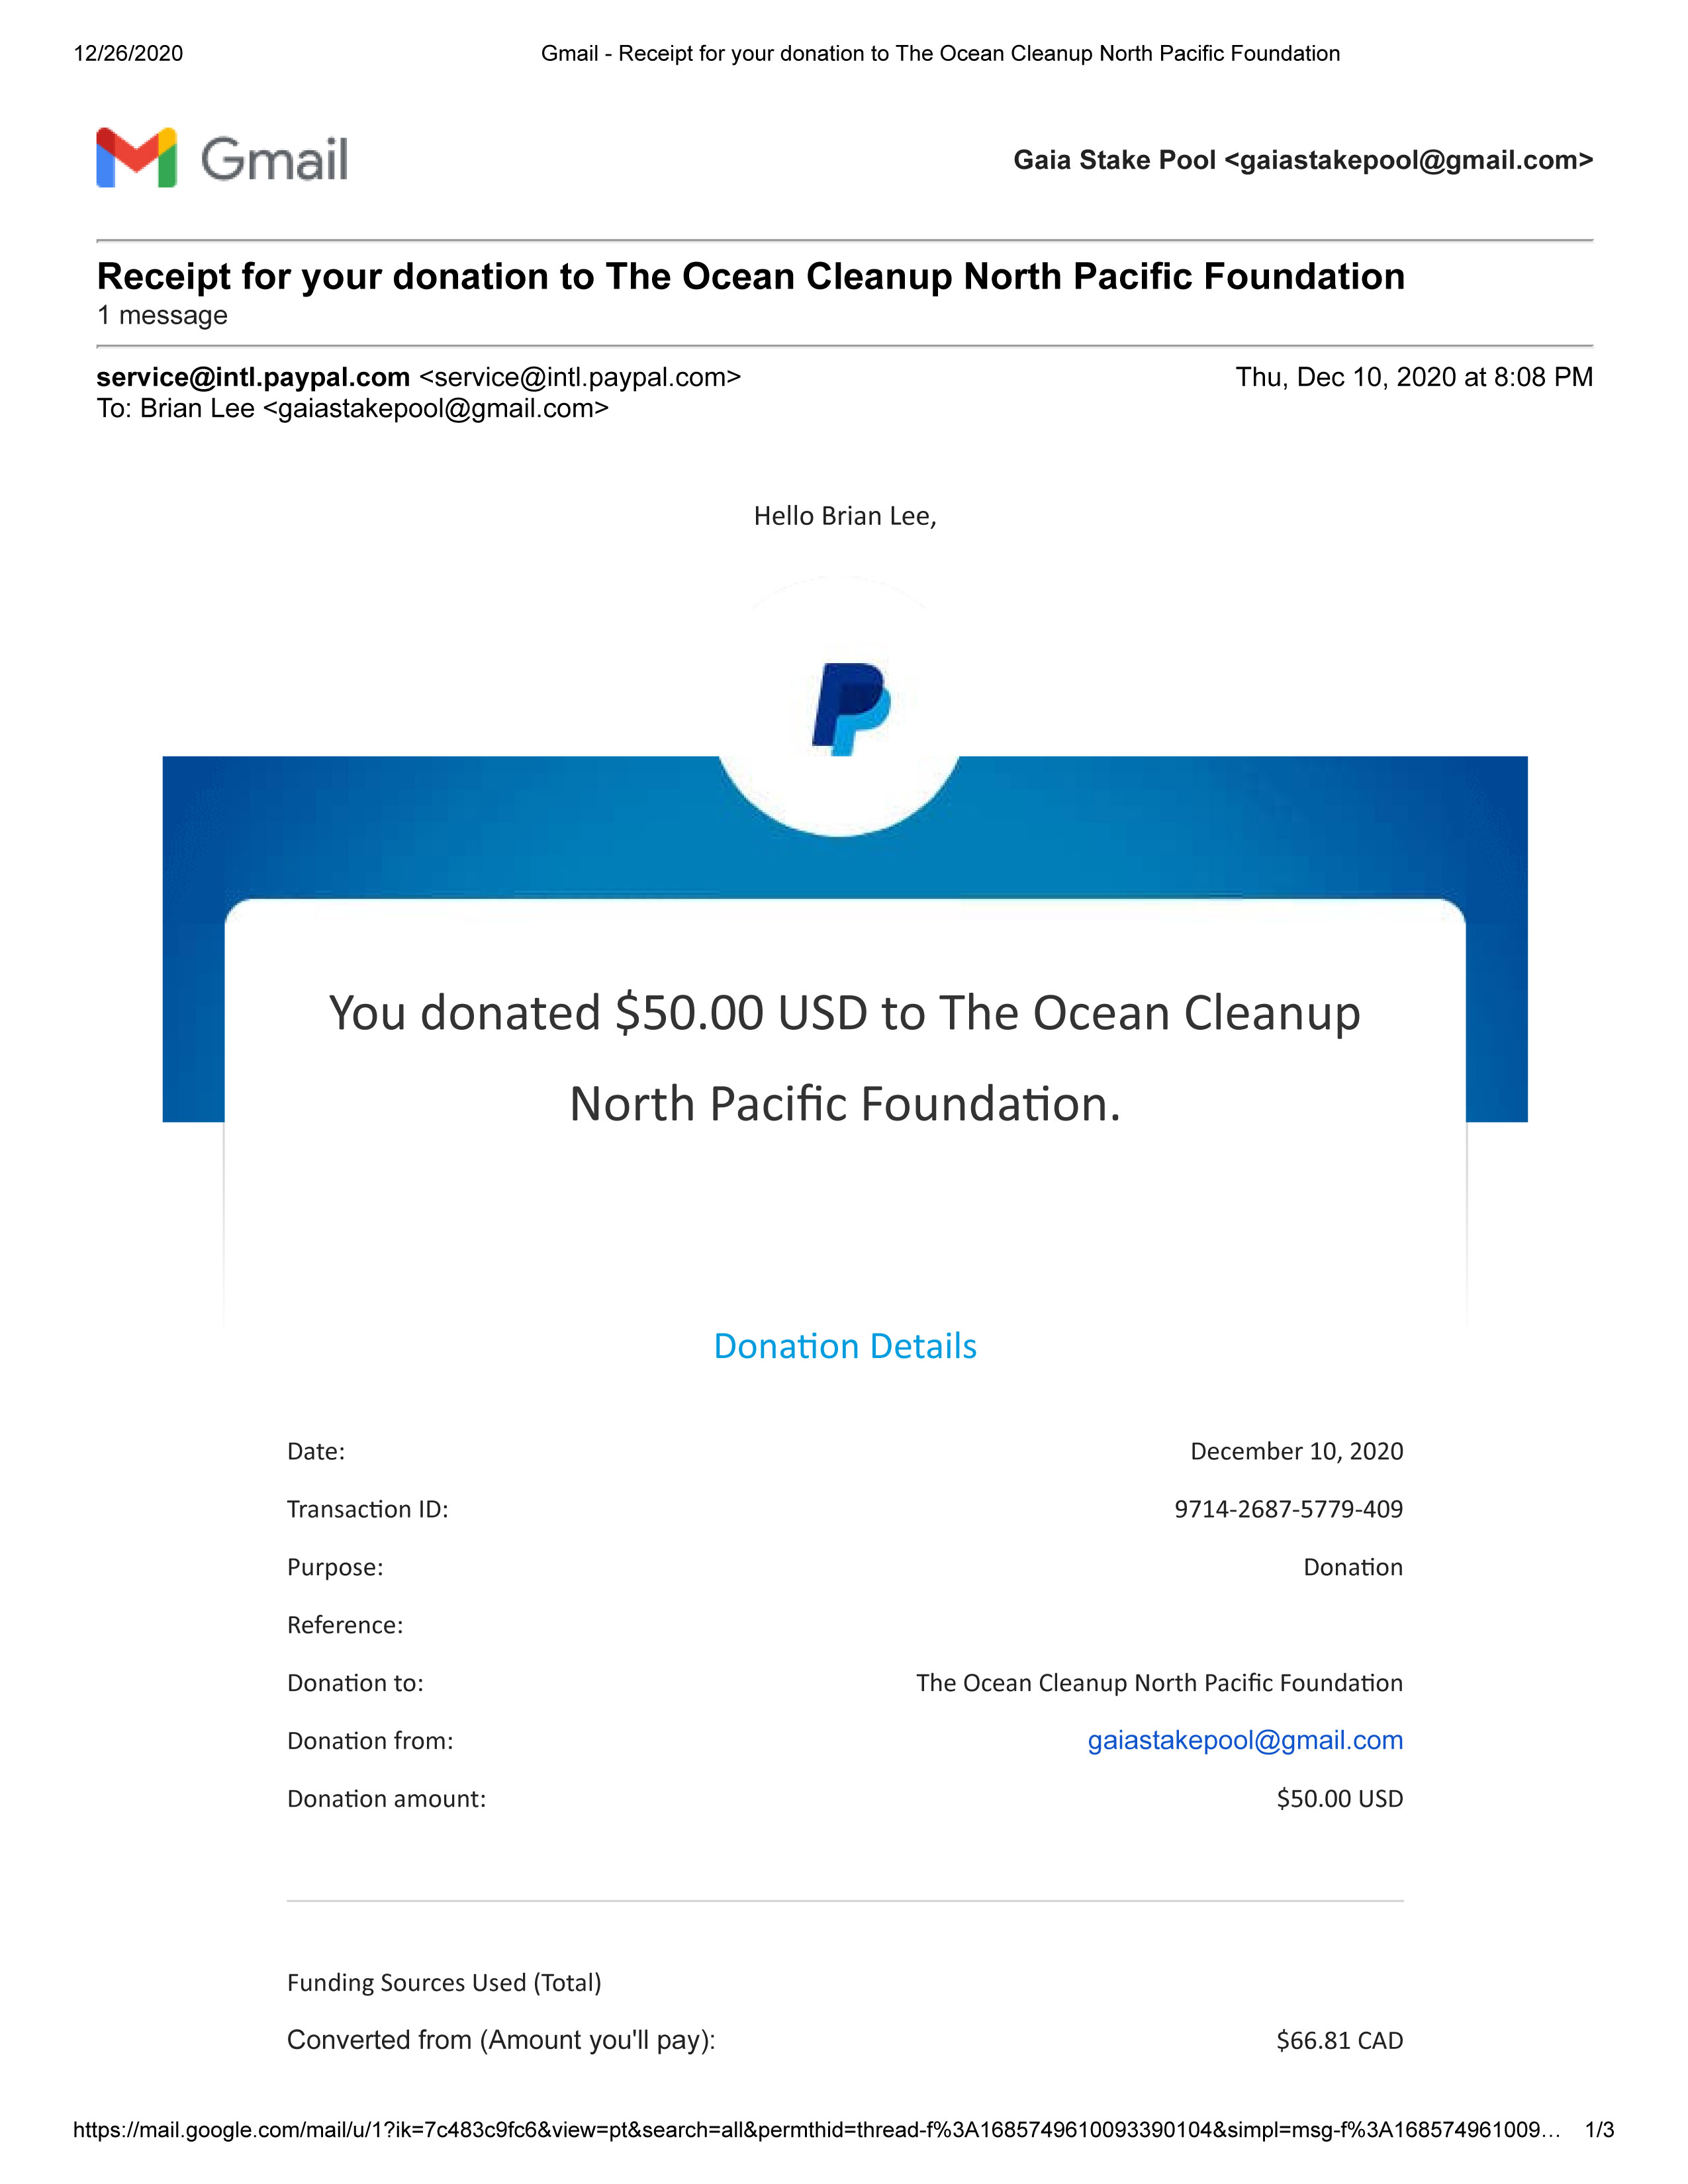 12/26/2020 Gmail - Receipt for your donation to The Ocean Cleanup North Pacific Foundation
Gmail Gaia Stake Pool <gaiastakepool@gmail.com>
Receipt for your donation to The Ocean Cleanup North Pacific Foundation
1 message
service@intl.paypal.com <service@intl.paypal.com> Thu, Dec 10, 2020 at 8:08 PM
To: Brian Lee <gaiastakepool@gmail.com>
Hello Brian Lee,
You donated $50.00 USD to The Ocean Cleanup
North Pacific Foundation.
Donation Details
Date: December 10, 2020
Transaction ID: 9714-2687-5779-409
Purpose: Donation
Reference:
Donation to: The Ocean Cleanup North Pacific Foundation
Donation from: gaiastakepool@gmail.com
Donation amount: $50.00 USD
Funding Sources Used (Total)
Converted from (Amount you'll pay): $66.81 CAD
https://mail.google.com/mail/u/1?ik=7c483c9fc6&view=pt&search=all&permthid=thread-f%3A1685749610093390104&simpl=msg-f%3A168574961009… 1/3